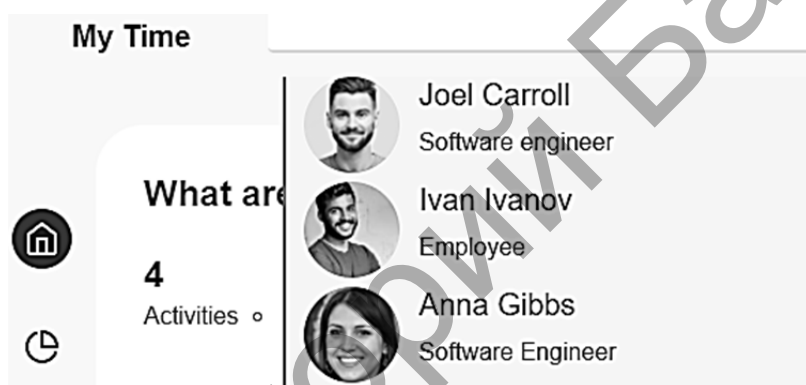 My Time
What are
4
Activities
Joel Carroll
Software engineer
Ivan Ivanov
Employee
Anna Gibbs
Software Engineer